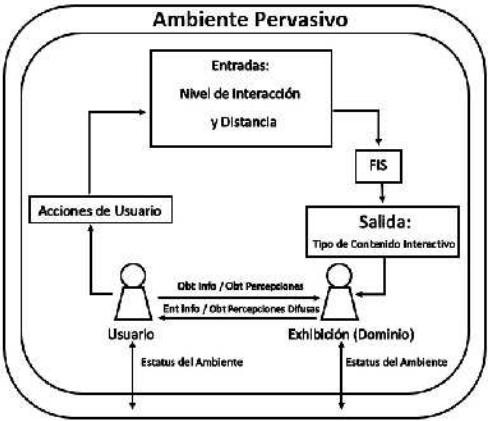 Ambiente Pervasivo
Entradas:
Nivel de Interacción
y Distancia
FIS
Acciones de Usuario
Salida:
Tipo de Contenido Interactivo
Obt Info / Obt Percepciones
Ent Info / Obt Percepciones Difusas
Usuario
Exhibición (Dominio)
Estatus del Ambiente
Estatus del Ambiente